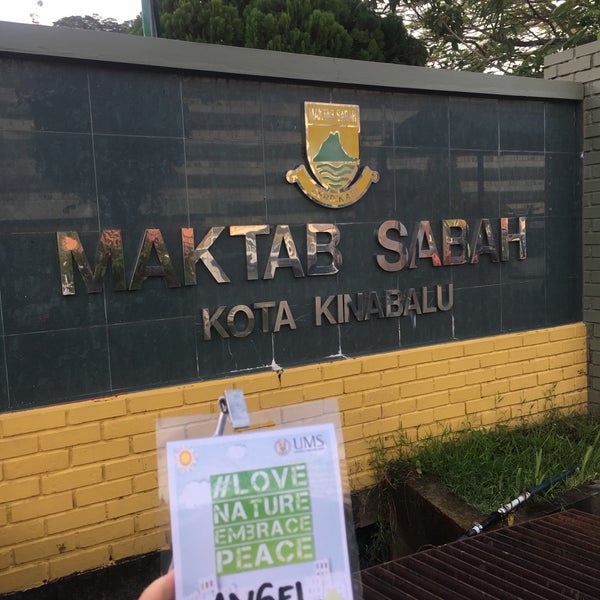 MAKTAB SABAH
MAKTAB SABAH
KOTA KINABALU
UMS
#LOVE
NATURE
EMBRACE
PEACE
ANGEL